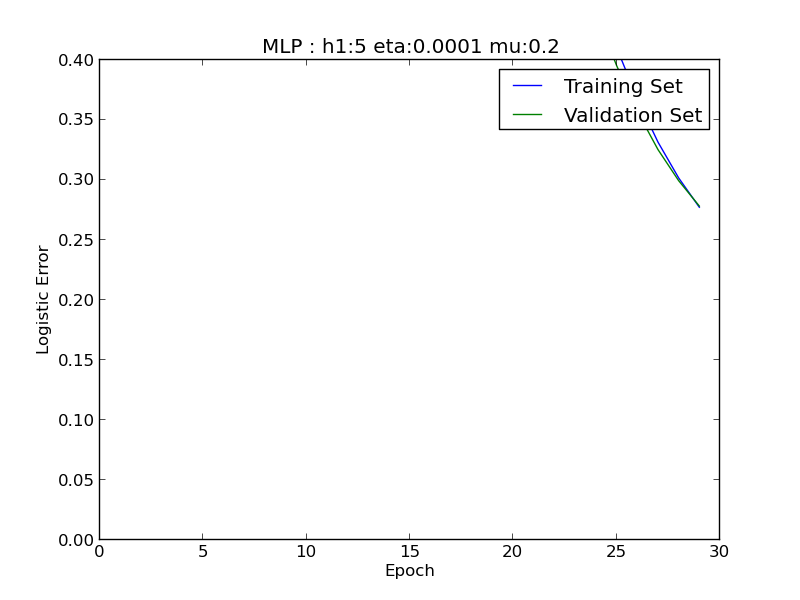 MLP : h1:5 eta:0.0001 mu:0.2
Training Set
Validation Set
0.40
0.35
0.30
0.25
0.20
0.15
0.10
0.05
0.00
Logistic Error
0 5 10 15 20 25 30
Epoch